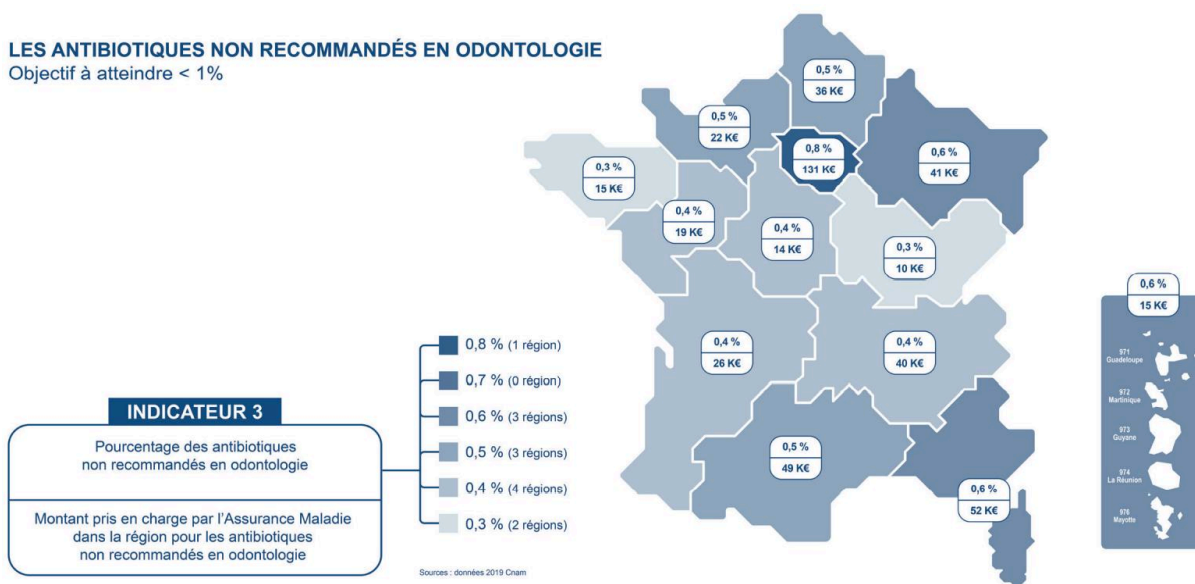 LES ANTIBIOTIQUES NON RECOMMANDÉS EN ODONTOLOGIE
Objectif à atteindre < 1%
0,5 %
36 K€
0,5 %
22 K€
0,8 %
131 K€
0,6 %
41 K€
0,3 %
15 K€
0,4 %
19 K€
0,4 %
14 K€
0,3 %
10 K€
0,4 %
26 K€
0,4 %
40 K€
0,5 %
49 K€
0,6 %
52 K€
0,6 %
15 K€
971
Guadeloupe
972
Martinique
973
Guyane
974
La Réunion
976
Mayotte
0,8 % (1 région)
0,7 % (0 région)
0,6 % (3 régions)
0,5 % (3 régions)
0,4 % (4 régions)
0,3 % (2 régions)
INDICATEUR 3
Pourcentage des antibiotiques
non recommandés en odontologie
Montant pris en charge par l'Assurance Maladie
dans la région pour les antibiotiques
non recommandés en odontologie
Sources : données 2019 Cnam